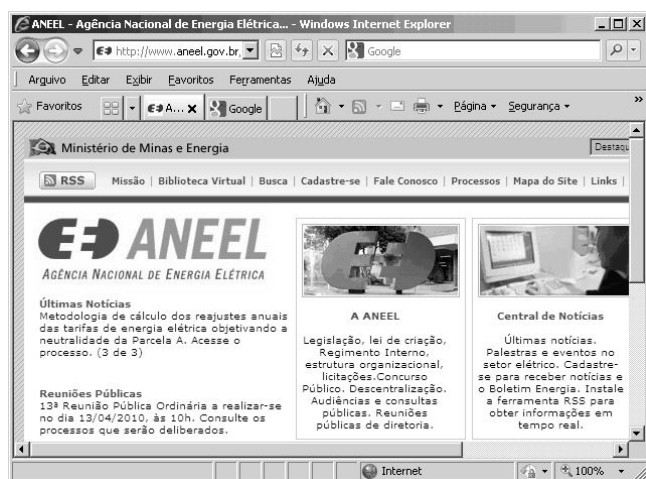 ANEEL - Agência Nacional de Energia Elétrica... - Windows Internet Explorer
http://www.aneel.gov.br,
Google
Arquivo Editar Exibir Favoritos Ferramentas Ajuda
Favoritos A... X Google Página Segurança »
Ministério de Minas e Energia
Destaqu
RSS Missão | Biblioteca Virtual | Busca | Cadastre-se | Fale Conosco | Processos | Mapa do Site | Links |
ANEEL
AGÊNCIA NACIONAL DE ENERGIA ELÉTRICA
Últimas Notícias
Metodologia de cálculo dos reajustes anuais
das tarifas de energia elétrica objetivando a
neutralidade da Parcela A. Acesse o
processo. (3 de 3)
Reuniões Públicas
13ª Reunião Pública Ordinária a realizar-se
no dia 13/04/2010, às 10h. Consulte os
processos que serão deliberados.
A ANEEL
Legislação, lei de criação,
Regimento Interno,
estrutura organizacional,
licitações.Concurso
Público. Descentralização.
Audiências e consultas
públicas. Reuniões
públicas de diretoria.
Central de Notícias
Últimas notícias.
Palestras e eventos no
setor elétrico. Cadastre-
se para receber notícias e
o Boletim Energia. Instale
a ferramenta RSS para
obter informações em
tempo real.
Internet
100%